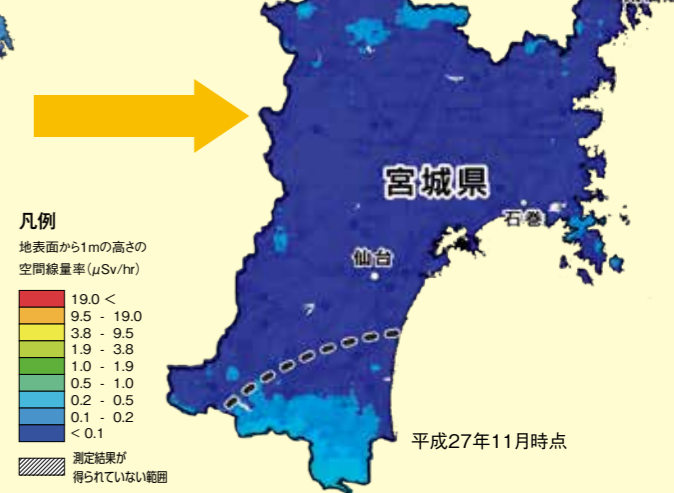 宮城県
石巻
仙台
凡例
地表面から1mの高さの
空間線量率(μSv/hr)
19.0 <
9.5 - 19.0
3.8 - 9.5
1.9 - 3.8
1.0 - 1.9
0.5 - 1.0
0.2 - 0.5
0.1 - 0.2
< 0.1
測定結果が
得られていない範囲
平成27年11月時点